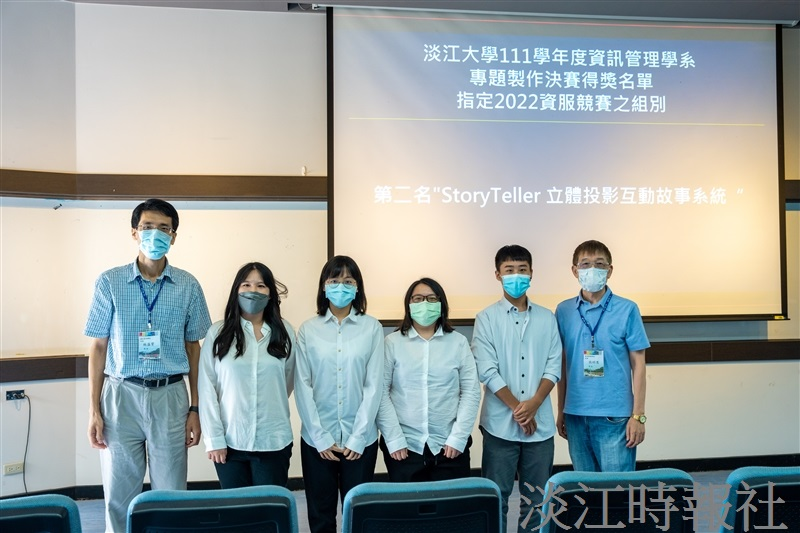 淡江大學111學年度資訊管理學系
專題製作決賽得獎名單
指定2022資服競賽之組別
第二名"StoryTeller 立體投影互動故事系統 "
淡江時報社